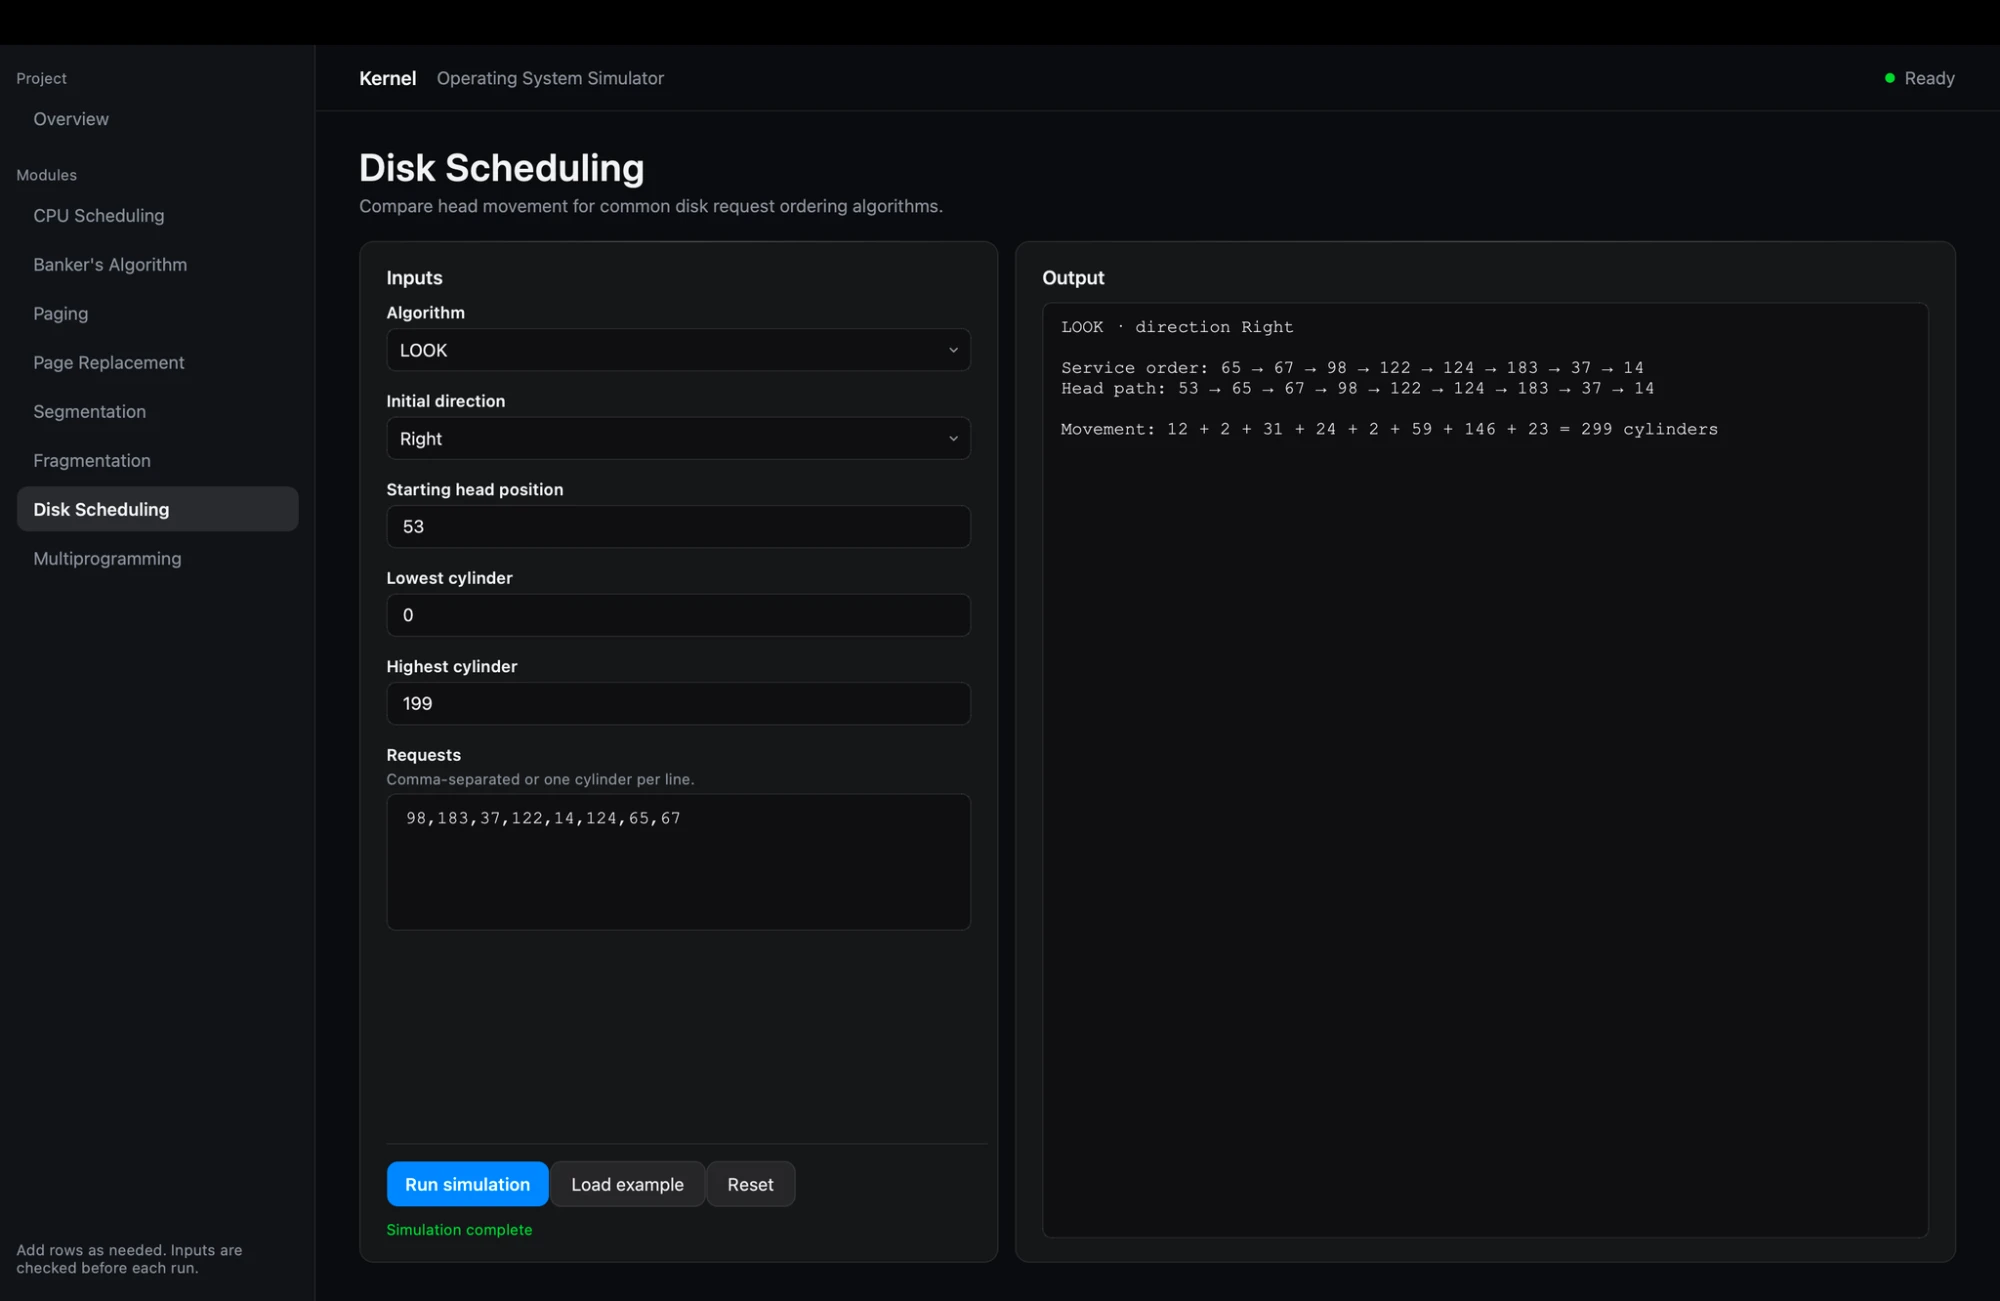 Project
Overview
Modules
CPU Scheduling
Banker's Algorithm
Paging
Page Replacement
Segmentation
Fragmentation
Disk Scheduling
Multiprogramming
Add rows as needed. Inputs are
checked before each run.
Kernel Operating System Simulator
Ready
Disk Scheduling
Compare head movement for common disk request ordering algorithms.
Inputs
Algorithm
LOOK
Initial direction
Right
Starting head position
53
Lowest cylinder
0
Highest cylinder
199
Requests
Comma-separated or one cylinder per line.
98,183,37,122,14,124,65,67
Run simulation Load example Reset
Simulation complete
Output
LOOK · direction Right
Service order: 65 → 67 → 98 → 122 → 124 → 183 → 37 → 14
Head path: 53 → 65 → 67 → 98 → 122 → 124 → 183 → 37 → 14
Movement: 12 + 2 + 31 + 24 + 2 + 59 + 146 + 23 = 299 cylinders